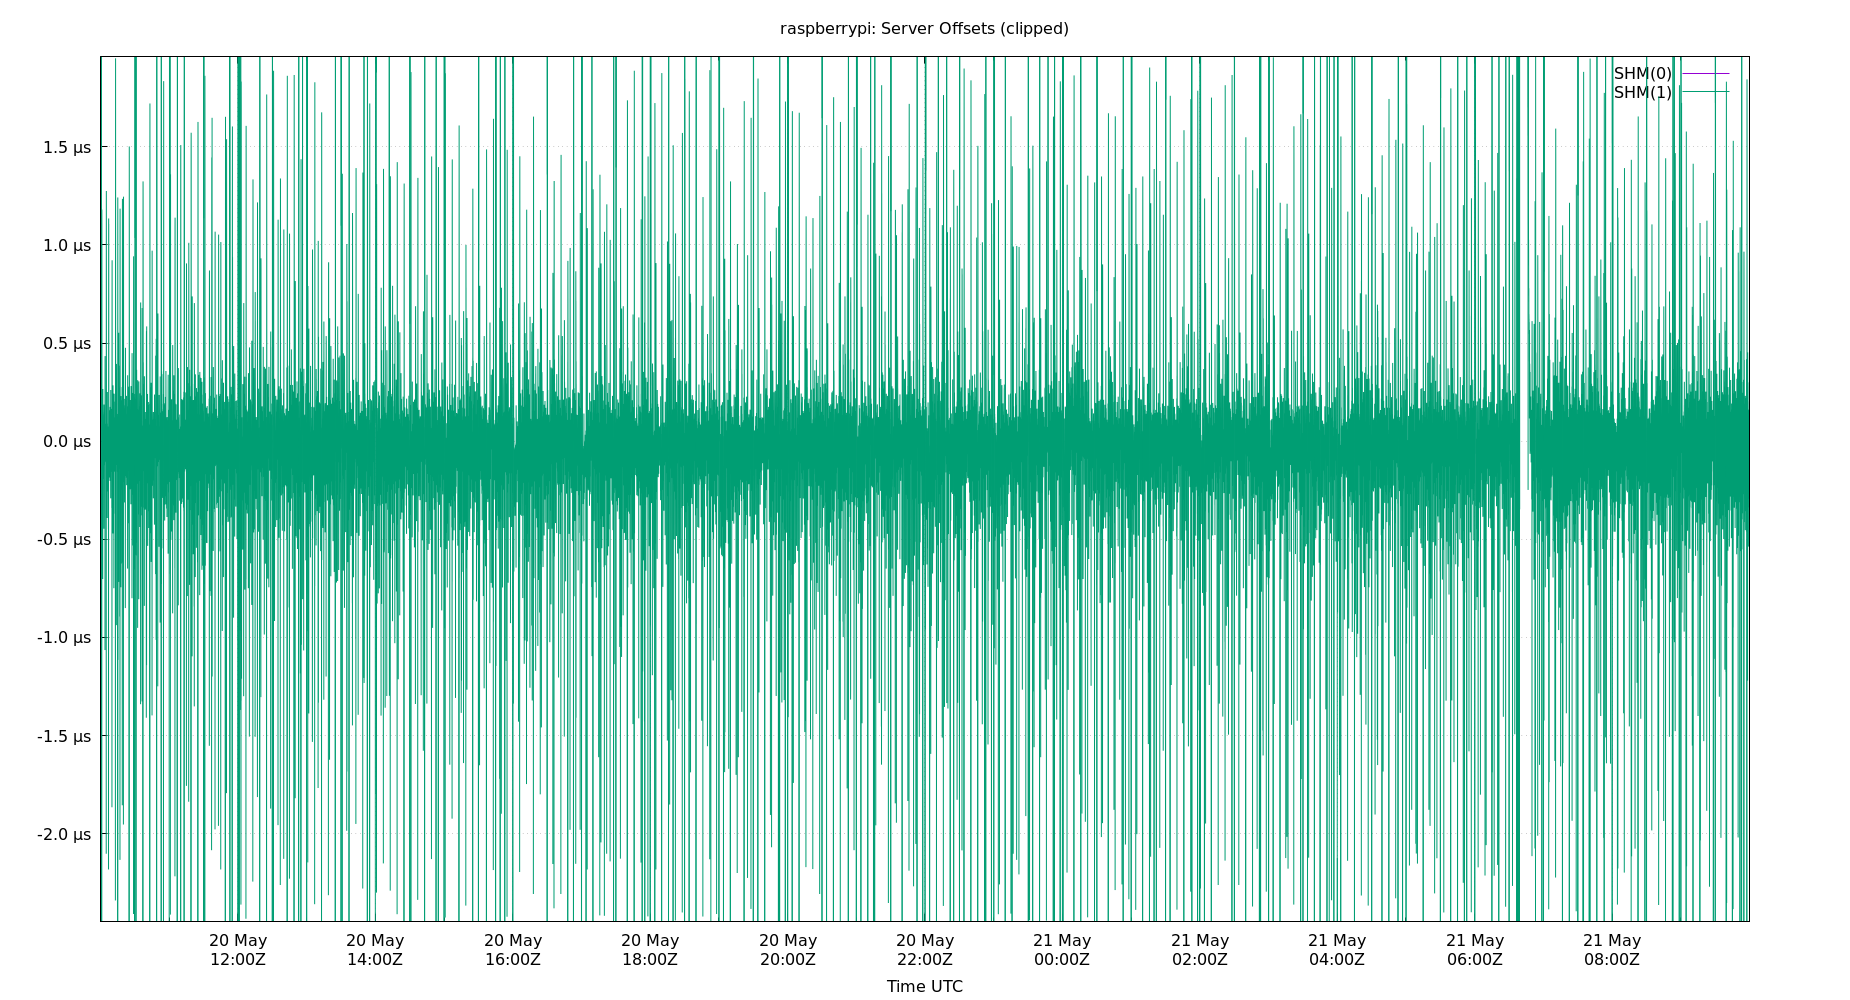 raspberrypi: Server Offsets (clipped)
SHM(0)
SHM(1)
1.5 µs
1.0 µs
0.5 µs
0.0 µs
-0.5 µs
-1.0 µs
-1.5 µs
-2.0 µs
20 May 20 May 20 May 20 May 20 May 20 May 21 May 21 May 21 May 21 May 21 May
12:00Z 14:00Z 16:00Z 18:00Z 20:00Z 22:00Z 00:00Z 02:00Z 04:00Z 06:00Z 08:00Z
Time UTC